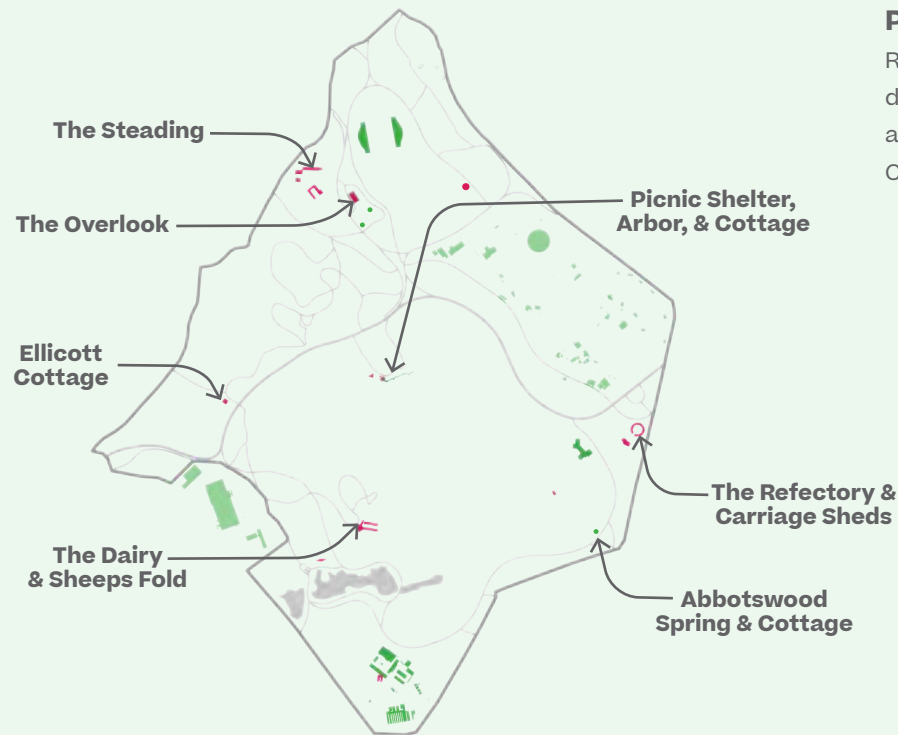 The Steading
The Overlook
Picnic Shelter,
Arbor, & Cottage
Ellicott
Cottage
The Refectory &
Carriage Sheds
The Dairy
& Sheeps Fold
Abbotswood
Spring & Cottage